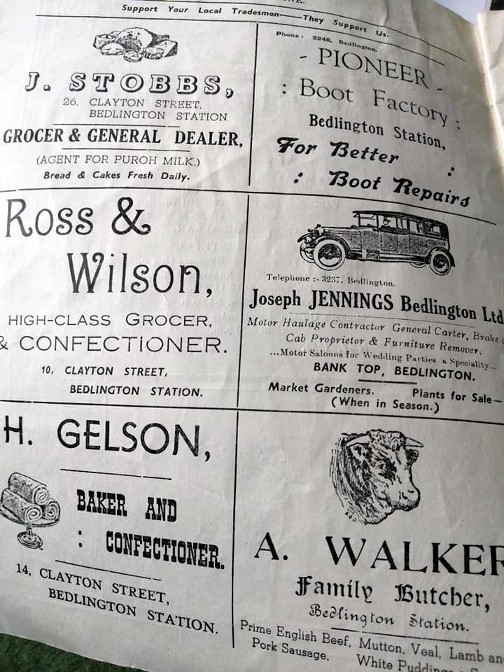 Support Your Local Tradesmen—They Support Us.
J. STOBBS,
26, CLAYTON STREET,
BEDLINGTON STATION
GROCER & GENERAL DEALER,
(AGENT FOR PUROH MILK.)
Bread & Cakes Fresh Daily.
Phone: 2248, Bedlington.
- PIONEER -
: Boot Factory :
Bedlington Station,
For Better :
: Boot Repairs
Ross &
Wilson,
HIGH-CLASS GROCER,
& CONFECTIONER.
10, CLAYTON STREET,
BEDLINGTON STATION.
Telephone :- 3237, Bedlington.
Joseph JENNINGS Bedlington Ltd
Motor Haulage Contractor General Carter, Brake
Cab Proprietor & Furniture Remover.
...Motor Saloons for Wedding Parties a Speciality...
BANK TOP, BEDLINGTON.
Market Gardeners. Plants for Sale—
(When in Season.)
H. GELSON,
BAKER AND
: CONFECTIONER.
14, CLAYTON STREET,
BEDLINGTON STATION.
A. WALKER
Family Butcher,
Bedlington Station.
Prime English Beef, Mutton, Veal, Lamb and
Pork Sausage. White Puddings